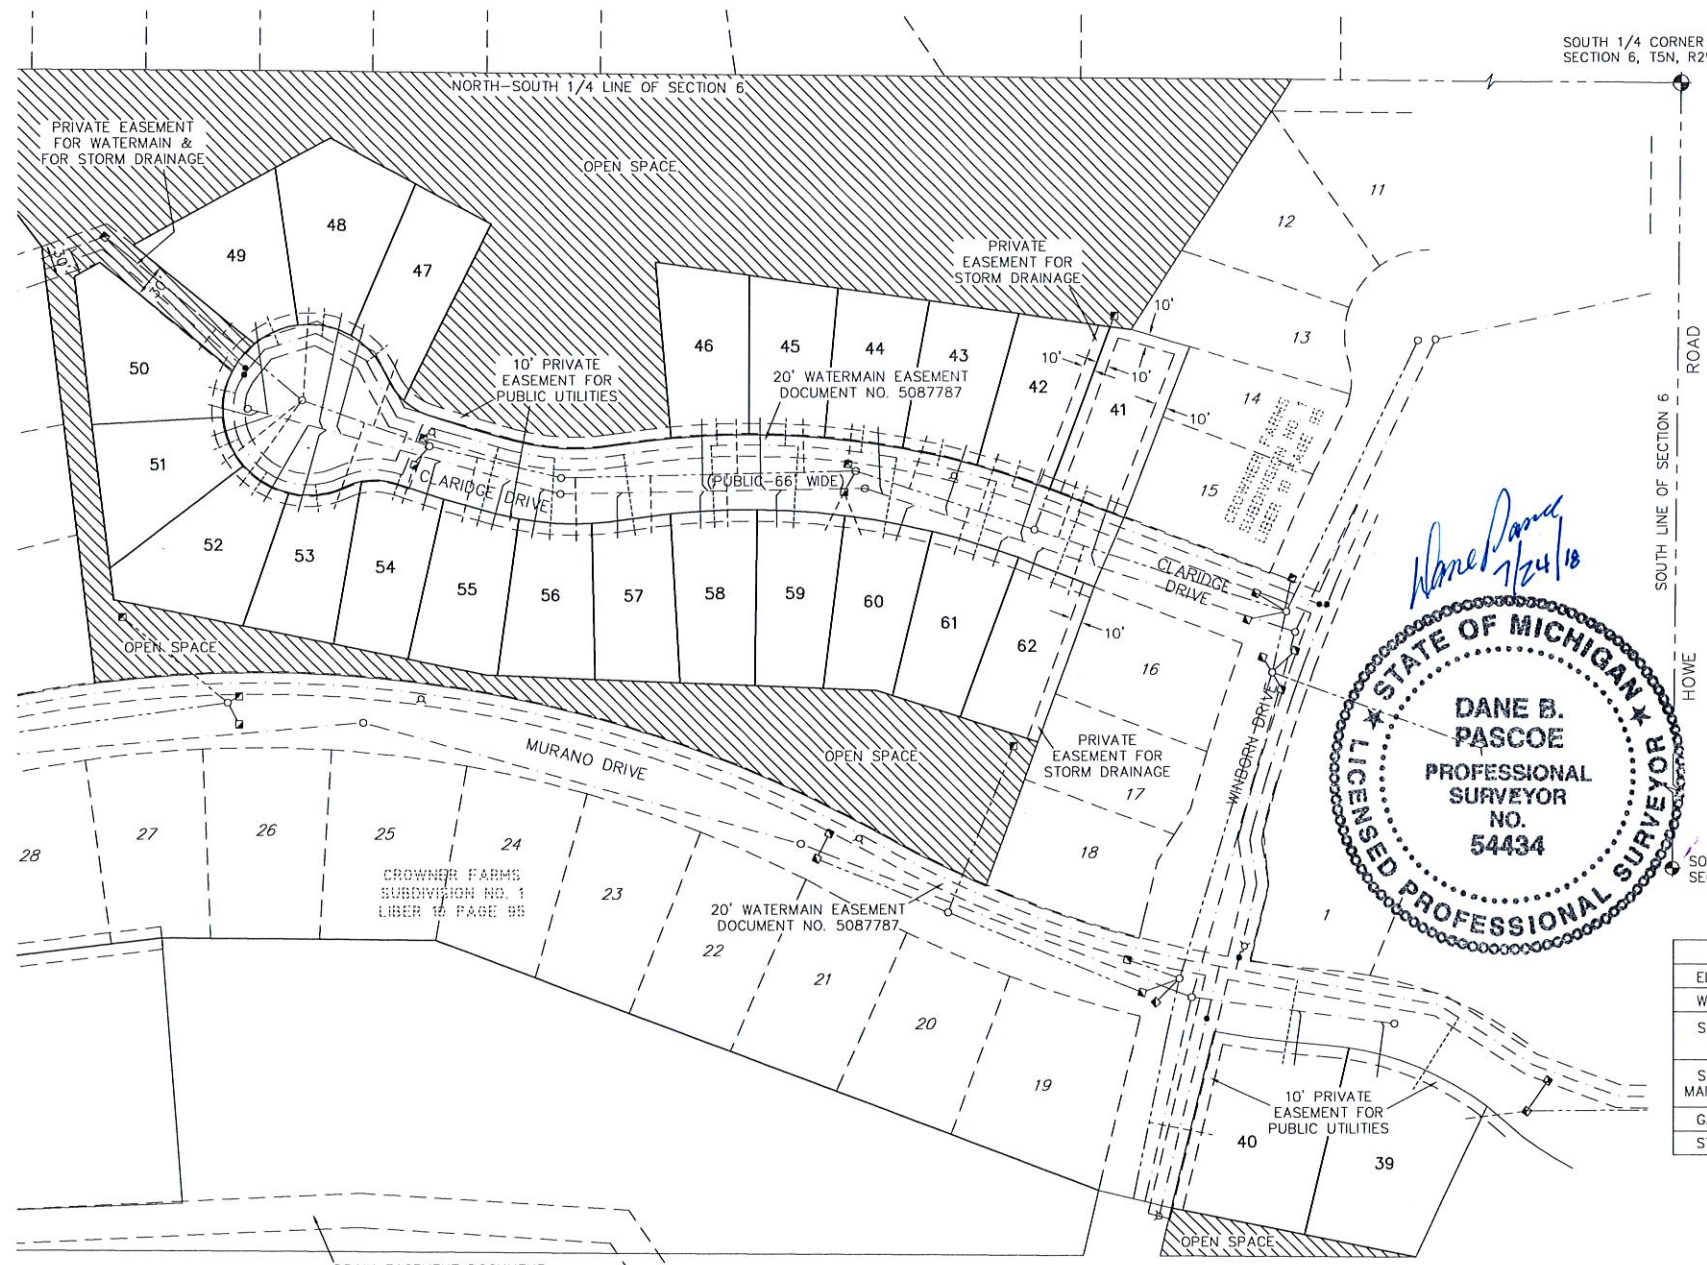 SOUTH 1/4 CORNER
SECTION 6, T5N,
NORTH-SOUTH 1/4 LINE OF SECTION 6
PRIVATE EASEMENT
FOR WATERMAIN &
FOR STORM DRAINAGE
OPEN SPACE
11
12
48
49
47
PRIVATE
EASEMENT FOR
STORM DRAINAGE
30'
30'
10'
13
ROAD
50
46
45
44
43
42
41
10'
10'
10'
10' PRIVATE
EASEMENT FOR
PUBLIC UTILITIES
20' WATERMAIN EASEMENT
DOCUMENT NO. 5087787
14
CROWNER FARMS
SUBDIVISION NO. 1
LIBER 10 PAGE 95
SOUTH LINE OF SECTION 6
51
CLARIDGE DRIVE
(PUBLIC-66' WIDE)
15
Dane Pascoe
7/24/18
52
53
54
55
56
57
58
59
60
61
62
CLARIDGE
DRIVE
10'
16
OPEN SPACE
HOWE
STATE OF MICHIGAN
DANE B.
PASCOE
PROFESSIONAL
SURVEYOR
NO.
54434
LICENSED PROFESSIONAL SURVEYOR
MURANO DRIVE
OPEN SPACE
PRIVATE
EASEMENT FOR
STORM DRAINAGE
17
WINBORN DRIVE
18
28
27
26
25
24
23
CROWNER FARMS
SUBDIVISION NO. 1
LIBER 10 PAGE 95
20' WATERMAIN EASEMENT
DOCUMENT NO. 5087787
22
21
20
19
1
10' PRIVATE
EASEMENT FOR
PUBLIC UTILITIES
40
39
OPEN SPACE